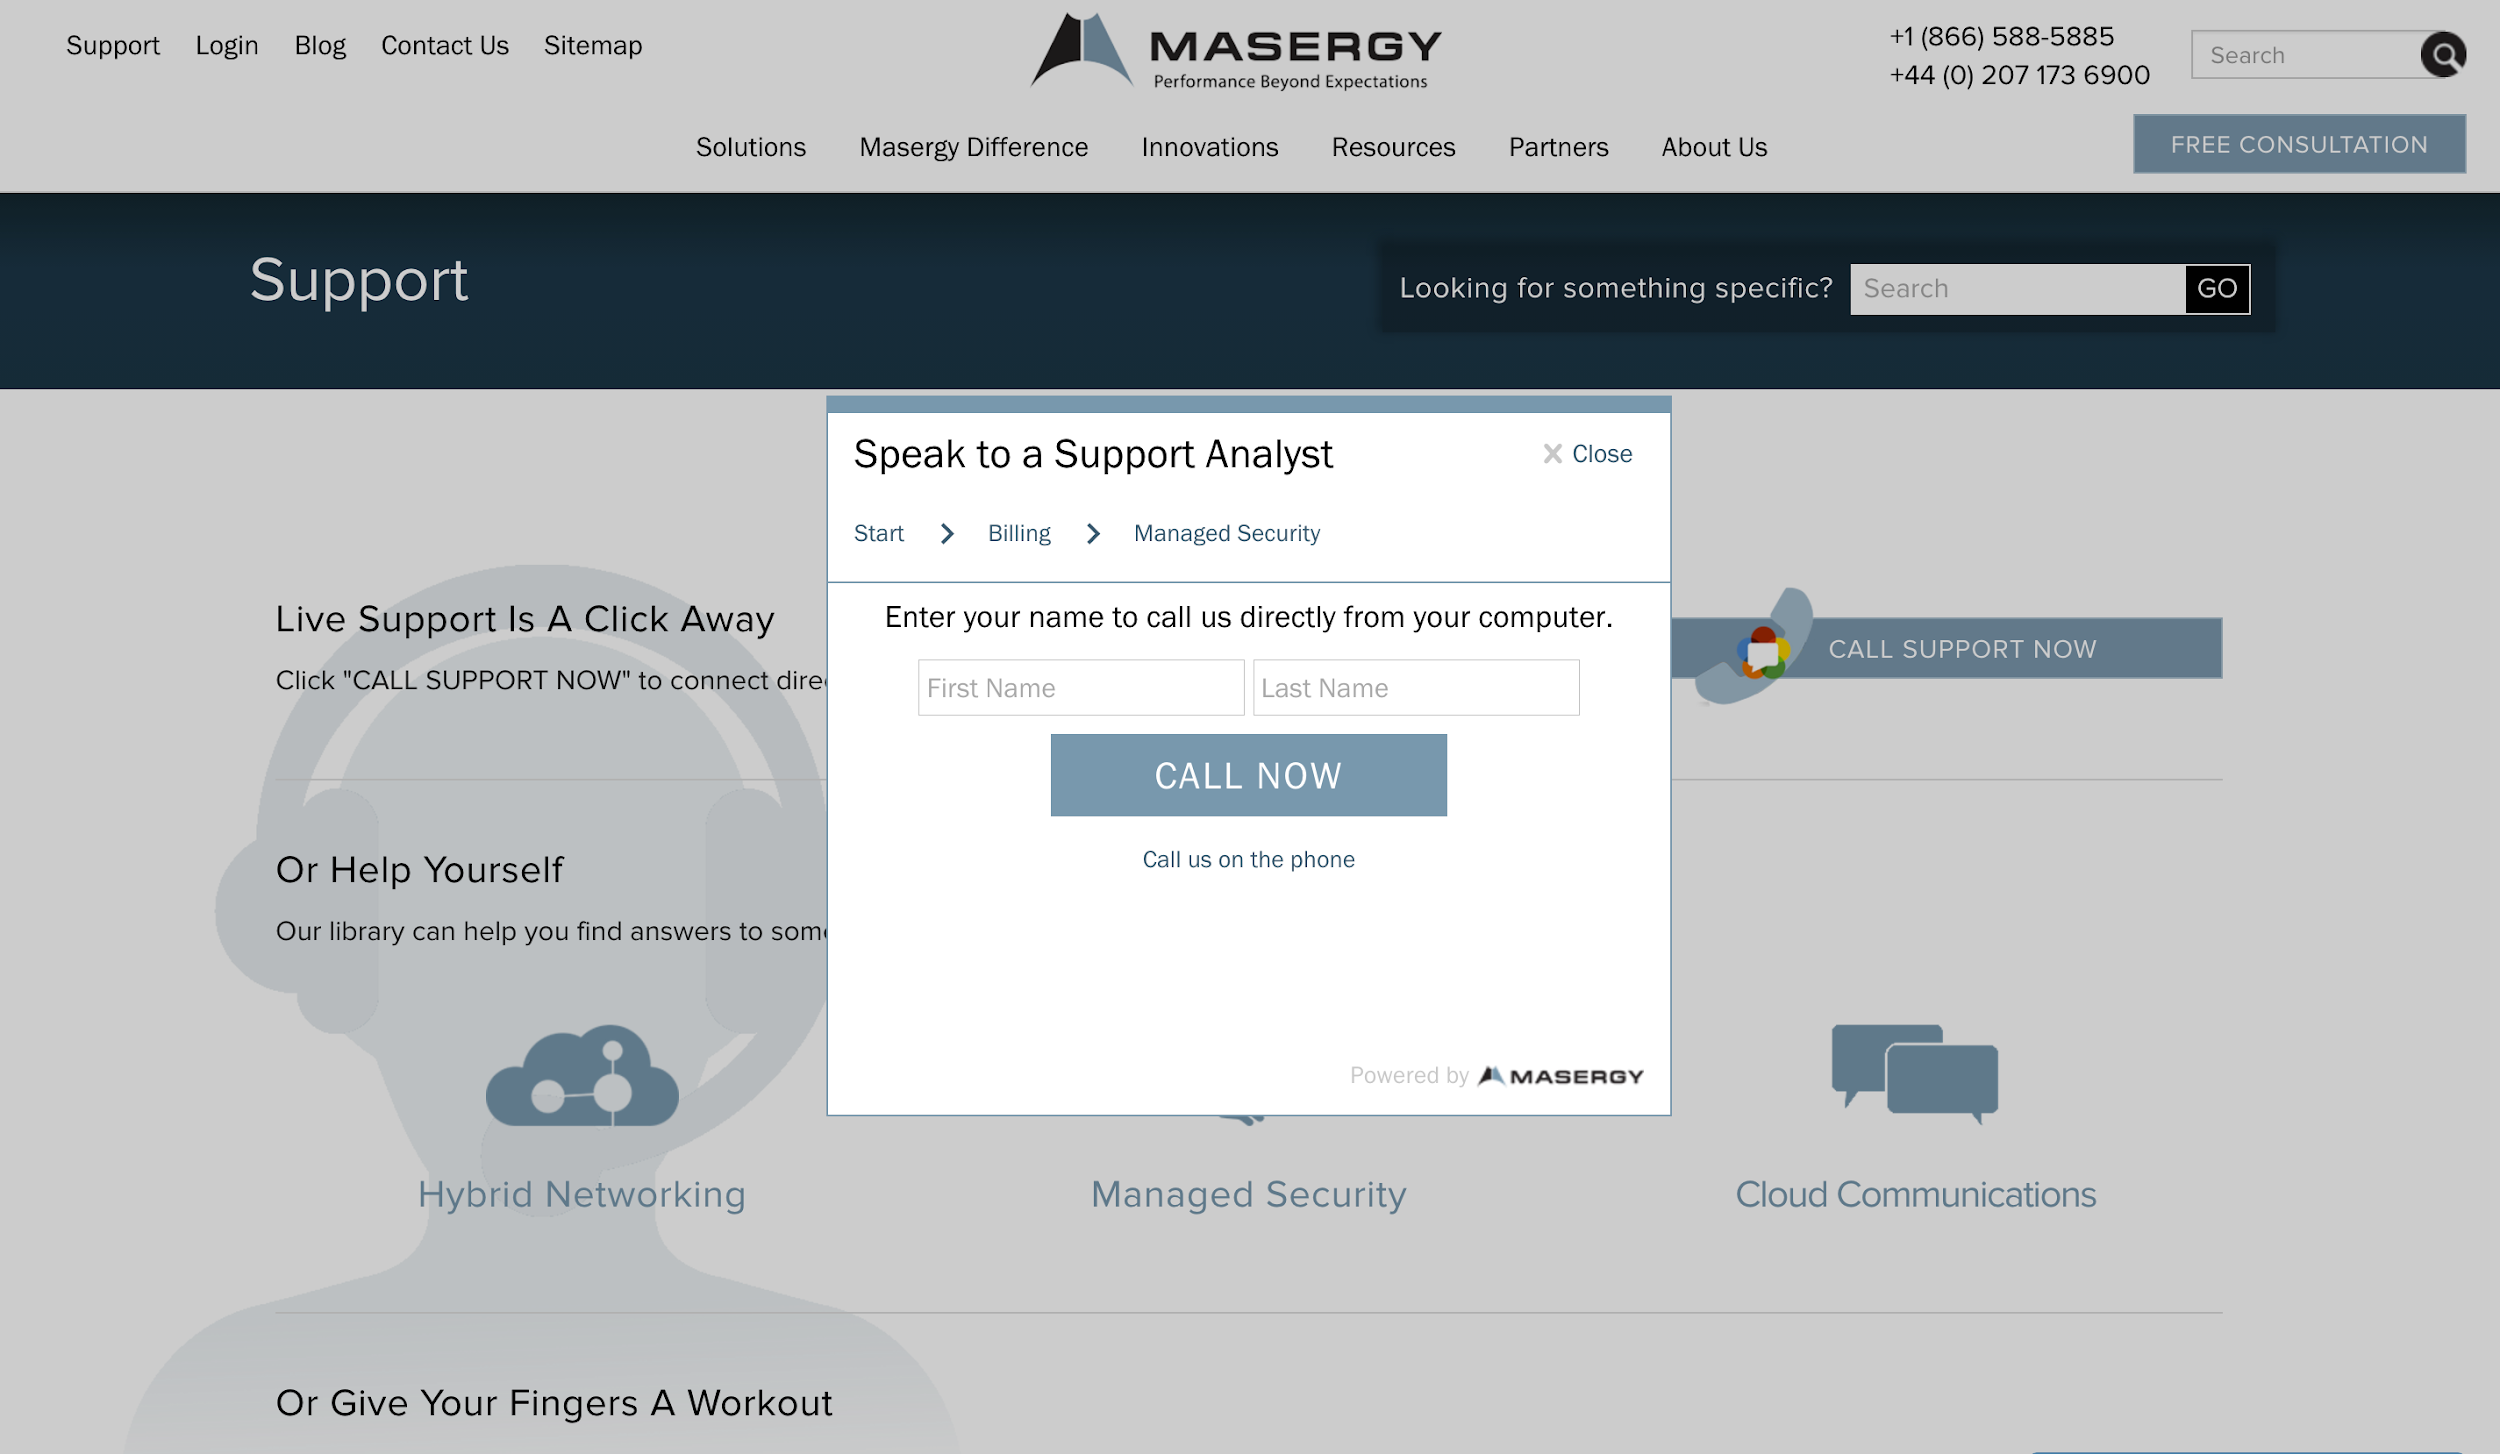 Support Login Blog Contact Us Sitemap
MASERGY
Performance Beyond Expectations
+1 (866) 588-5885
+44 (0) 207 173 6900
Search
Solutions Masergy Difference Innovations Resources Partners About Us
FREE CONSULTATION
Support
Looking for something specific? Search GO
Speak to a Support Analyst
Close
Start Billing Managed Security
Enter your name to call us directly from your computer.
First Name Last Name
CALL NOW
Call us on the phone
Powered by MASERGY
Live Support Is A Click Away
Click "CALL SUPPORT NOW" to connect
CALL SUPPORT NOW
Or Help Yourself
Our library can help you find answers to
Hybrid Networking
Managed Security
Cloud Communications
Or Give Your Fingers A Workout